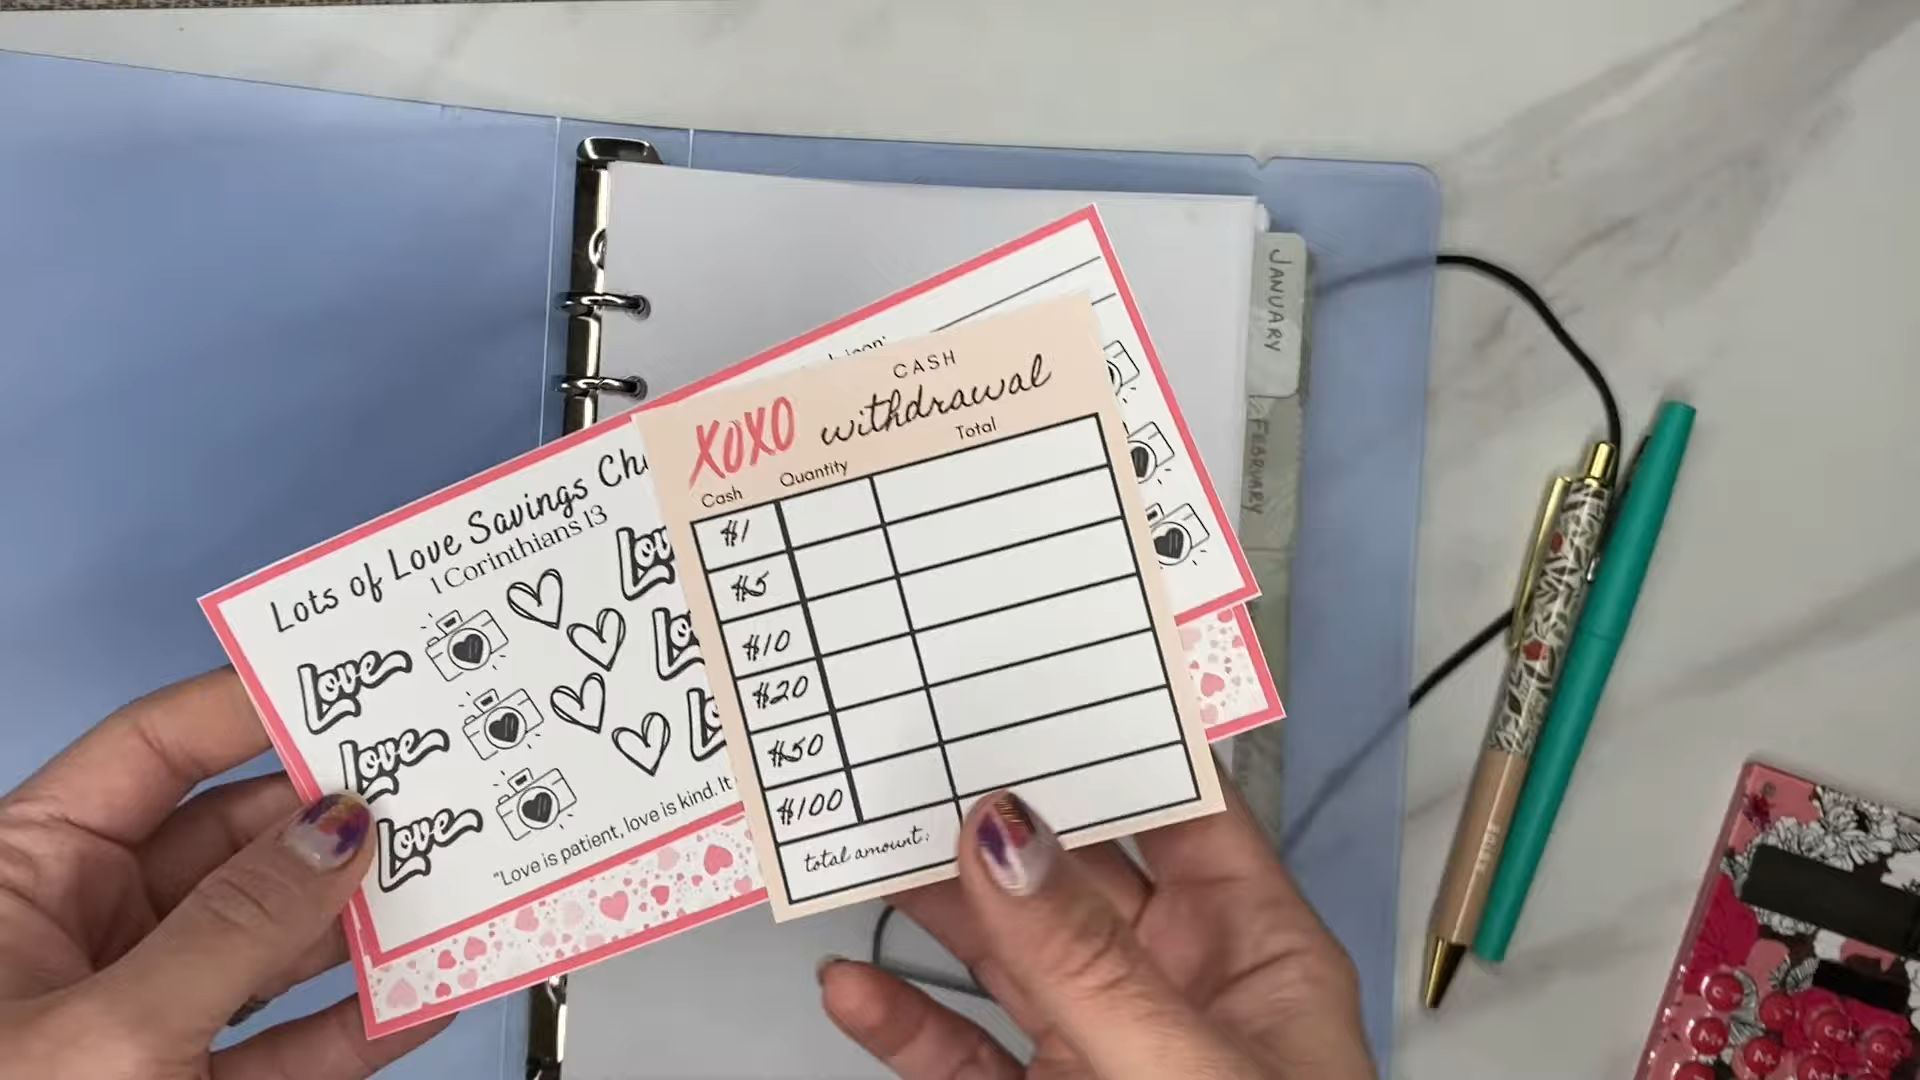 JANUARY
FEBRUARY
CASH
XOXO withdrawal
Cash Quantity Total
$1
$5
$10
$20
$50
$100
total amount:
Lots of Love Savings
1 Corinthians 13
Love
Love
Love
"Love is patient, love is kind. It